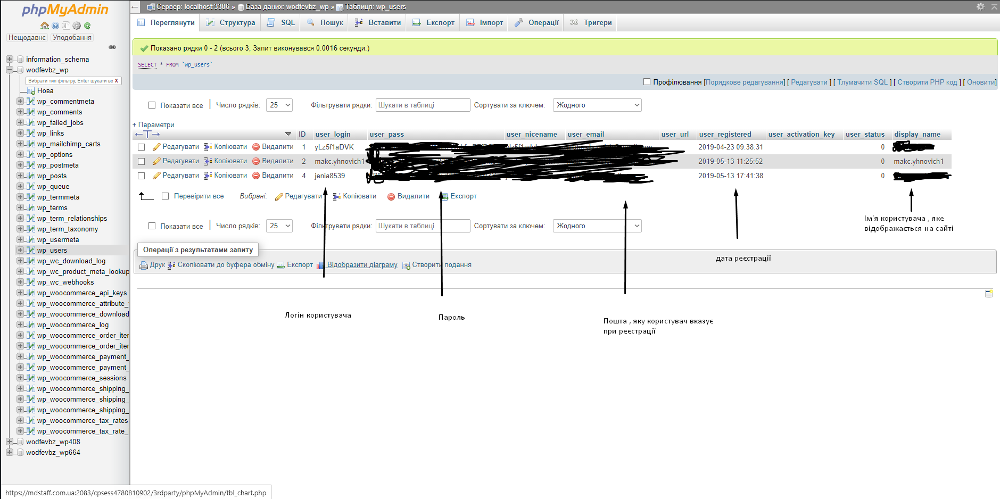 phpMyAdmin
Нещодавнє Уподобання
information_schema
wodfevbz_wp
Вибрати тип фільтру, Enter шукати вс X
Нова
wp_commentmeta
wp_comments
wp_failed_jobs
wp_links
wp_mailchimp_carts
wp_options
wp_postmeta
wp_posts
wp_queue
wp_termmeta
wp_terms
wp_term_relationships
wp_term_taxonomy
wp_usermeta
wp_users
wp_wc_download_log
wp_wc_product_meta_lookup
wp_wc_webhooks
wp_woocommerce_api_keys
wp_woocommerce_attribute_
wp_woocommerce_download
wp_woocommerce_log
wp_woocommerce_order_iter
wp_woocommerce_order_iter
wp_woocommerce_payment_
wp_woocommerce_payment_
wp_woocommerce_sessions
wp_woocommerce_shipping_
wp_woocommerce_shipping_
wp_woocommerce_shipping_
wp_woocommerce_tax_rates
wp_woocommerce_tax_rate_
wodfevbz_wp408
wodfevbz_wp664
Сервер: localhost:3306 » База даних: wodfevbz_wp » Таблиця: wp_users
Переглянути Структура SQL Пошук Вставити Експорт Імпорт Операції Тригери
Показано рядки 0 - 2 (всього 3, Запит виконувався 0.0016 секунди.)
SELECT * FROM `wp_users`
Профілювання [Порядкове редагування] [ Редагувати ] [ Тлумачити SQL ] [ Створити PHP код ] [ Оновити]
Показати все Число рядків: 25 Фільтрувати рядки: Шукати в таблиці Сортувати за ключем: Жодного
+ Параметри
←T→ ID user_login user_pass user_nicename user_email user_url user_registered user_activation_key user_status display_name
Редагувати Копіювати Видалити 1 yLz5f1aDVK 2019-04-23 09:38:31 0
Редагувати Копіювати Видалити 2 makc.yhnovich1 2019-05-13 11:25:52 0 makc.yhnovich1
Редагувати Копіювати Видалити 4 jenia8539 2019-05-13 17:41:38 0
Перевірити все Вибрані: Редагувати Копіювати Видалити Експорт
Показати все Число рядків: 25 Фільтрувати рядки: Шукати в таблиці Сортувати за ключем: Жодного
Ім'я користувача , яке
відображається на сайті
Операції з результатами запиту
Друк Скопіювати до буфера обміну Експорт Відобразити діаграму Створити подання
дата реєстрації
Логін користувача
Пароль
Пошта , яку користувач вказує
при реєстрації
https://mdstaff.com.ua:2083/cpsess4780810902/3rdparty/phpMyAdmin/tbl_chart.php